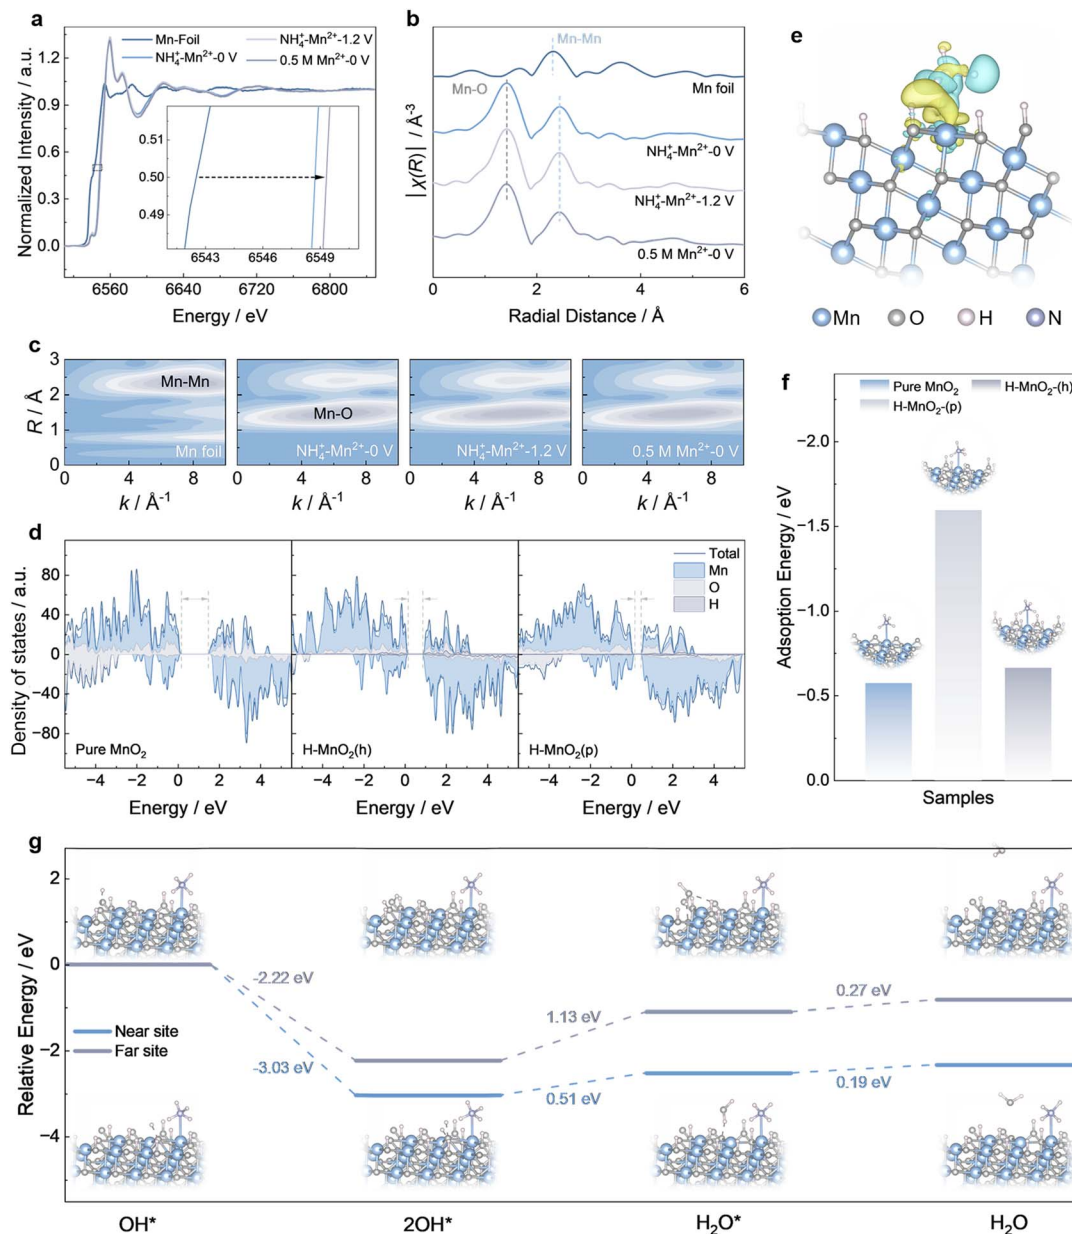 a
Normalized Intensity / a.u.
1.2
0.9
0.6
0.3
0.0
Mn-Foil
NH₄⁺-Mn²⁺-0 V
NH₄⁺-Mn²⁺-1.2 V
0.5 M Mn²⁺-0 V
0.51
0.50
0.49
6543 6546 6549
6560 6640 6720 6800
Energy / eV
b
|χ(R)| / Å⁻³
Mn-Mn
Mn-O
Mn foil
NH₄⁺-Mn²⁺-0 V
NH₄⁺-Mn²⁺-1.2 V
0.5 M Mn²⁺-0 V
0 2 4 6
Radial Distance / Å
e
Mn O H N
c
R / Å
3
2
1
0
Mn-Mn
Mn-O
Mn foil
NH₄⁺-Mn²⁺-0 V
NH₄⁺-Mn²⁺-1.2 V
0.5 M Mn²⁺-0 V
0 4 8 0 4 8 0 4 8 0 4 8
k / Å⁻¹ k / Å⁻¹ k / Å⁻¹ k / Å⁻¹
d
Density of states / a.u.
80
40
0
−40
−80
Total
Mn
O
H
Pure MnO₂
H-MnO₂(h)
H-MnO₂(p)
−4 −2 0 2 4 −4 −2 0 2 4 −4 −2 0 2 4
Energy / eV Energy / eV Energy / eV
f
Adsoption Energy / eV
Pure MnO₂
H-MnO₂-(h)
H-MnO₂-(p)
−2.0
−1.5
−1.0
−0.5
0.0
Samples
g
Relative Energy / eV
2
0
−2
−4
-2.22 eV
1.13 eV
0.27 eV
Near site
Far site
-3.03 eV
0.51 eV
0.19 eV
OH* 2OH* H₂O* H₂O